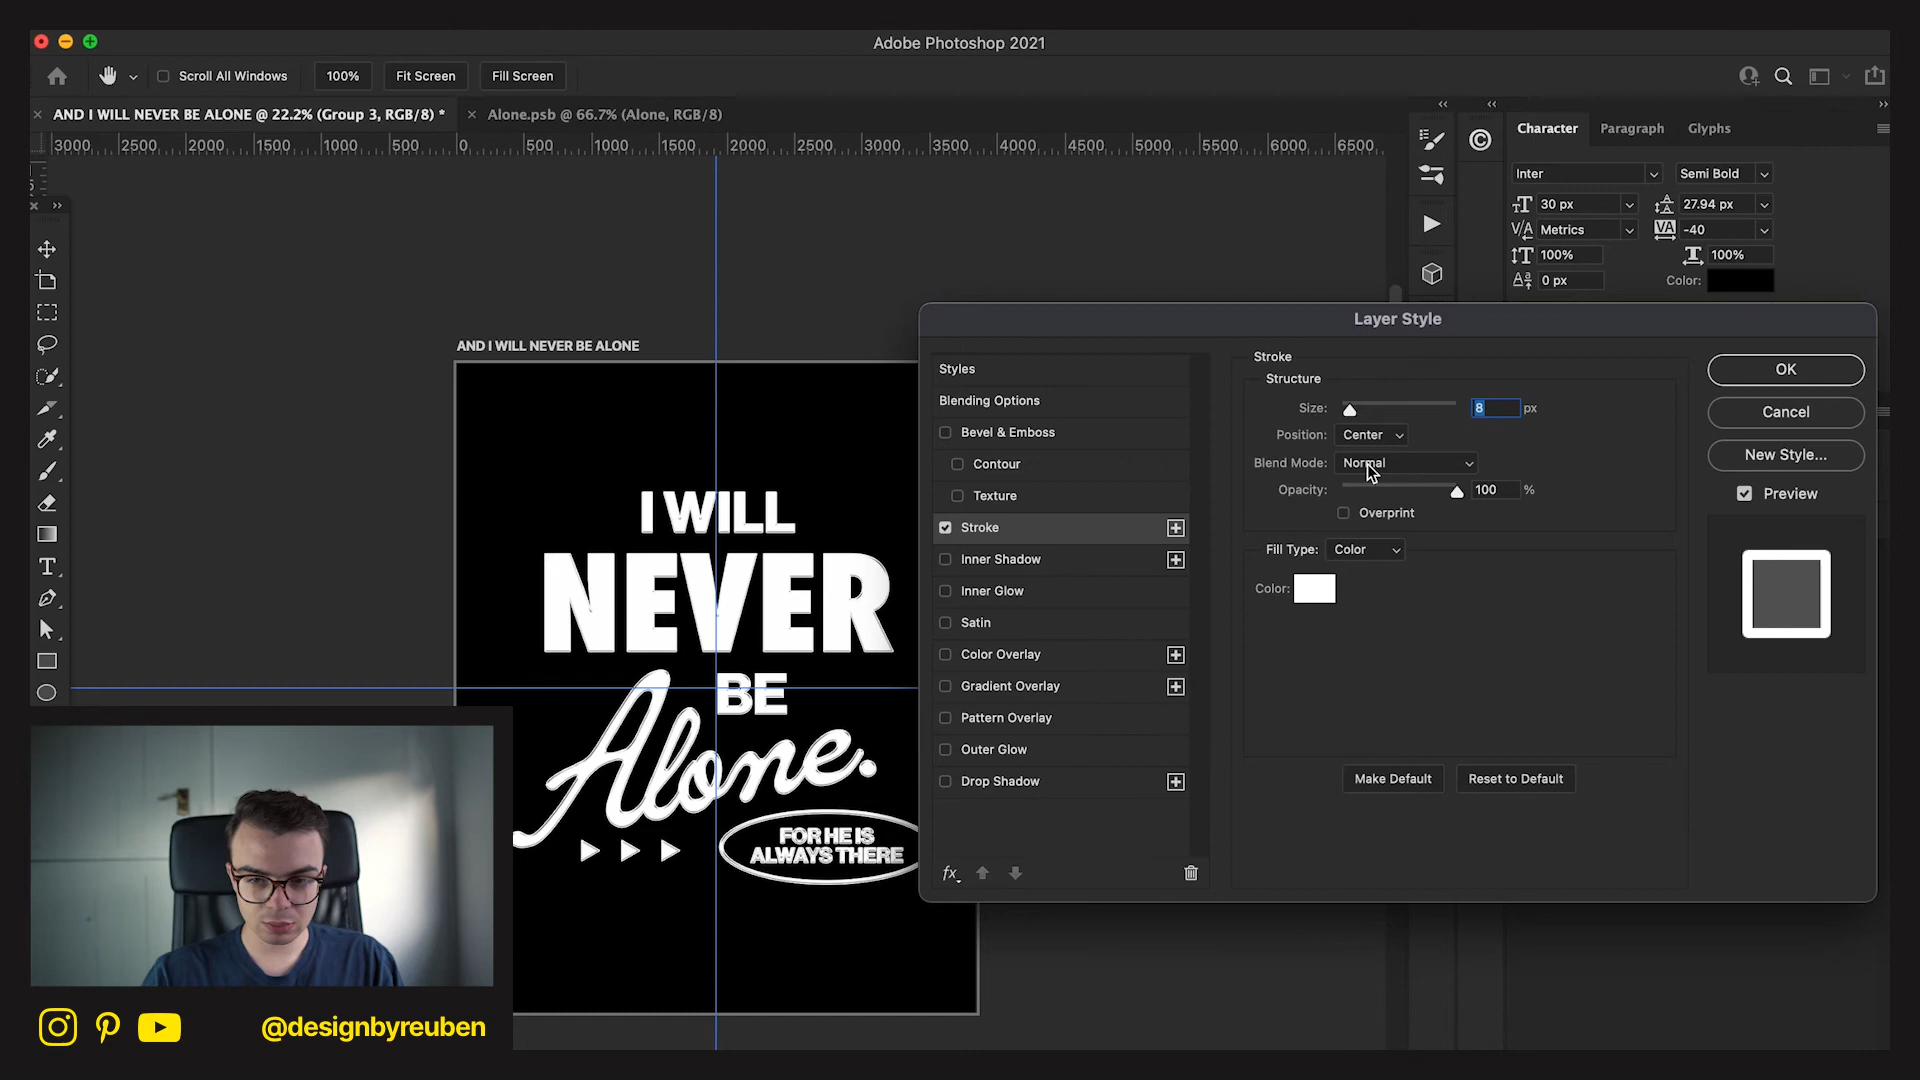 Adobe Photoshop 2021
Scroll All Windows
100%
Fit Screen
Fill Screen
AND I WILL NEVER BE ALONE @ 22.2% (Group 3, RGB/8) *
Alone.psb @ 66.7% (Alone, RGB/8)
3000 2500 2000 1500 1000 500 0 500 1000 1500 2000 2500 3000 3500 4000 4500 5000 5500 6000 6500
Character
Paragraph
Glyphs
Inter
Semi Bold
30 px
27.94 px
Metrics
-40
100%
100%
0 px
Color:
AND I WILL NEVER BE ALONE
I WILL
NEVER
BE
Alone.
FOR HE IS
ALWAYS THERE
Layer Style
Styles
Blending Options
Bevel & Emboss
Contour
Texture
Stroke
Inner Shadow
Inner Glow
Satin
Color Overlay
Gradient Overlay
Pattern Overlay
Outer Glow
Drop Shadow
fx
Stroke
Structure
Size:
8
px
Position:
Center
Blend Mode:
Normal
Opacity:
100
%
Overprint
Fill Type:
Color
Color:
Make Default
Reset to Default
OK
Cancel
New Style...
Preview
@designbyreuben